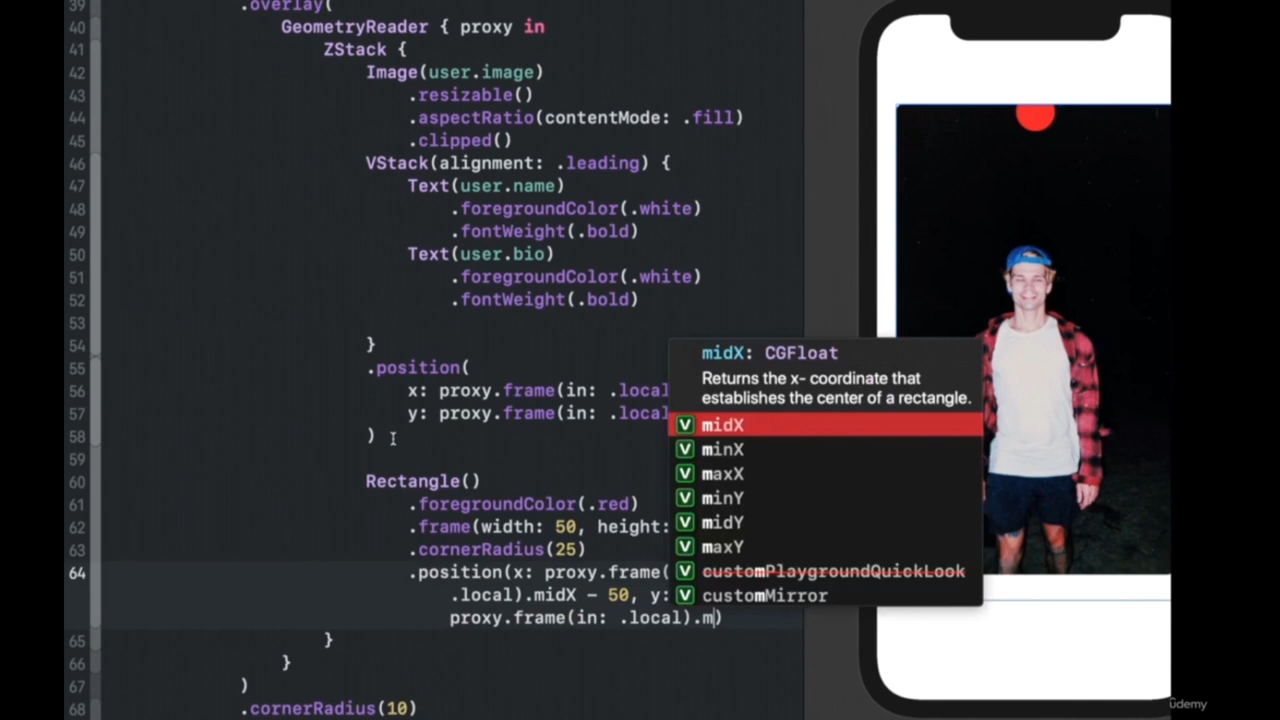 39 .overlay(
40 GeometryReader { proxy in
41 ZStack {
42 Image(user.image)
43 .resizable()
44 .aspectRatio(contentMode: .fill)
45 .clipped()
46 VStack(alignment: .leading) {
47 Text(user.name)
48 .foregroundColor(.white)
49 .fontWeight(.bold)
50 Text(user.bio)
51 .foregroundColor(.white)
52 .fontWeight(.bold)
53
54 }
55 .position(
56 x: proxy.frame(in: .local
57 y: proxy.frame(in: .local
58 )
59
60 Rectangle()
61 .foregroundColor(.red)
62 .frame(width: 50, height:
63 .cornerRadius(25)
64 .position(x: proxy.frame(
.local).midX - 50, y:
proxy.frame(in: .local).m)
65 }
66 }
67 )
68 .cornerRadius(10)
midX: CGFloat
Returns the x- coordinate that
establishes the center of a rectangle.
V midX
V minX
V maxX
V minY
V midY
V maxY
V customPlaygroundQuickLook
V customMirror
ûdemy